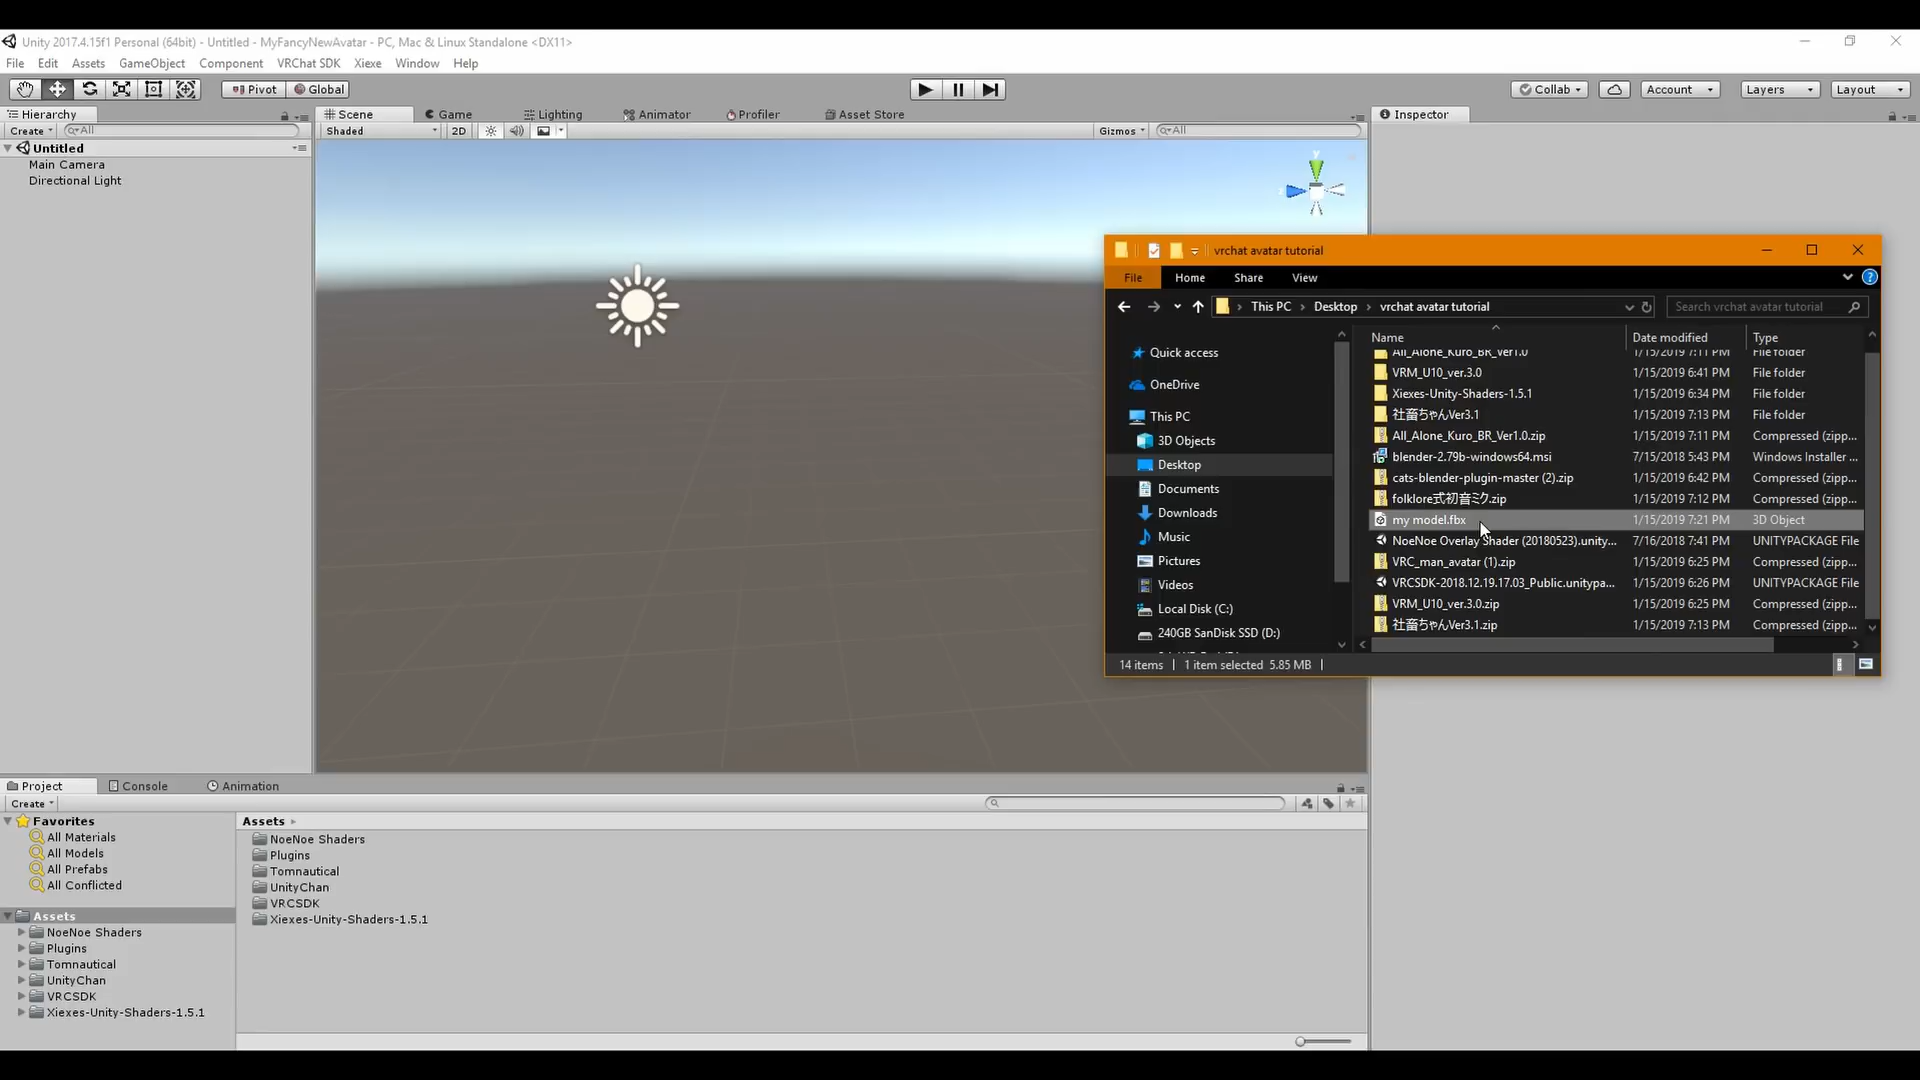 Unity 2017.4.15f1 Personal (64bit) - Untitled - MyFancyNewAvatar - PC, Mac & Linux Standalone <DX11>
File Edit Assets GameObject Component VRChat SDK Xiexe Window Help
Pivot Global Collab Account Layers Layout
Hierarchy
Create All
Untitled
Main Camera
Directional Light
Scene Game Lighting Animator Profiler Asset Store
Shaded 2D Gizmos All
y
z
Inspector
vrchat avatar tutorial
File Home Share View
This PC Desktop vrchat avatar tutorial Search vrchat avatar tutorial
Quick access
OneDrive
This PC
3D Objects
Desktop
Documents
Downloads
Music
Pictures
Videos
Local Disk (C:)
240GB SanDisk SSD (D:)
Name Date modified Type
All_Alone_Kuro_BR_Ver1.0 1/15/2019 7:11 PM File folder
VRM_U10_ver.3.0 1/15/2019 6:41 PM File folder
Xiexes-Unity-Shaders-1.5.1 1/15/2019 6:34 PM File folder
社畜ちゃんVer3.1 1/15/2019 7:13 PM File folder
All_Alone_Kuro_BR_Ver1.0.zip 1/15/2019 7:11 PM Compressed (zipp...
blender-2.79b-windows64.msi 7/15/2018 5:43 PM Windows Installer ...
cats-blender-plugin-master (2).zip 1/15/2019 6:42 PM Compressed (zipp...
folklore式初音ミク.zip 1/15/2019 7:12 PM Compressed (zipp...
my model.fbx 1/15/2019 7:21 PM 3D Object
NoeNoe Overlay Shader (20180523).unity... 7/16/2018 7:41 PM UNITYPACKAGE File
VRC_man_avatar (1).zip 1/15/2019 6:25 PM Compressed (zipp...
VRCSDK-2018.12.19.17.03_Public.unitypa... 1/15/2019 6:26 PM UNITYPACKAGE File
VRM_U10_ver.3.0.zip 1/15/2019 6:25 PM Compressed (zipp...
社畜ちゃんVer3.1.zip 1/15/2019 7:13 PM Compressed (zipp...
14 items 1 item selected 5.85 MB
Project Console Animation
Create
Favorites
All Materials
All Models
All Prefabs
All Conflicted
Assets
NoeNoe Shaders
Plugins
Tomnautical
UnityChan
VRCSDK
Xiexes-Unity-Shaders-1.5.1
Assets
NoeNoe Shaders
Plugins
Tomnautical
UnityChan
VRCSDK
Xiexes-Unity-Shaders-1.5.1